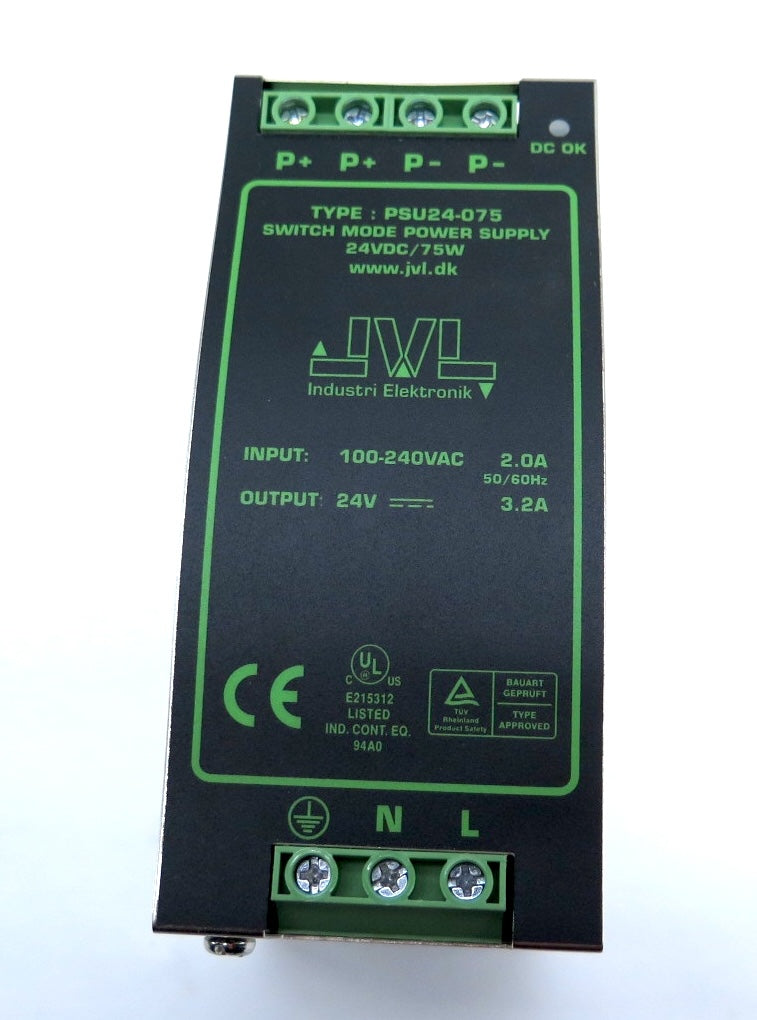 P+ P+ P- P-
DC OK
TYPE : PSU24-075
SWITCH MODE POWER SUPPLY
24VDC/75W
www.jvl.dk
JVL
Industri Elektronik
INPUT: 100-240VAC 2.0A
50/60Hz
OUTPUT: 24V 3.2A
CE
UL
C US
E215312
LISTED
IND. CONT. EQ.
94A0
TÜV
Rheinland
Product Safety
BAUART
GEPRÜFT
TYPE
APPROVED
N L